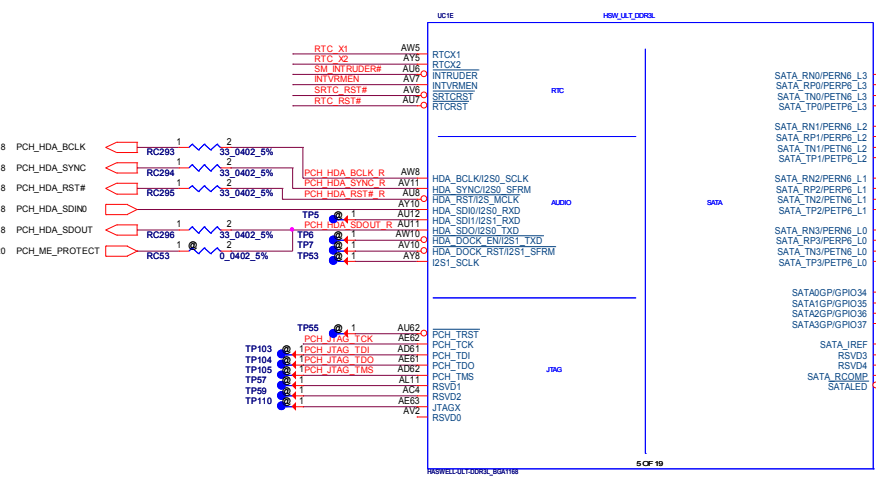 UC1E HSW_ULT_DDR3L
RTC_X1 AW5 RTCX1
RTC_X2 AY5 RTCX2
SM_INTRUDER# AU6 INTRUDER SATA_RN0/PERN6_L3
INTVRMEN AV7 INTVRMEN RTC SATA_RP0/PERP6_L3
SRTC_RST# AV6 SRTCRST SATA_TN0/PETN6_L3
RTC_RST# AU7 RTCRST SATA_TP0/PETP6_L3
SATA_RN1/PERN6_L2
SATA_RP1/PERP6_L2
8 PCH_HDA_BCLK 1 2 SATA_TN1/PETN6_L2
RC293 33_0402_5% SATA_TP1/PETP6_L2
8 PCH_HDA_SYNC 1 2
RC294 33_0402_5% PCH_HDA_BCLK_R AW8 HDA_BCLK/I2S0_SCLK SATA_RN2/PERN6_L1
8 PCH_HDA_RST# 1 2 PCH_HDA_SYNC_R AV11 HDA_SYNC/I2S0_SFRM SATA_RP2/PERP6_L1
RC295 33_0402_5% PCH_HDA_RST#_R AU8 HDA_RST/I2S_MCLK AUDIO SATA SATA_TN2/PETN6_L1
8 PCH_HDA_SDIN0 AY10 HDA_SDI0/I2S0_RXD SATA_TP2/PETP6_L1
TP5 @ 1 AU12 HDA_SDI1/I2S1_RXD
8 PCH_HDA_SDOUT 1 2 PCH_HDA_SDOUT_R AU11 HDA_SDO/I2S0_TXD SATA_RN3/PERN6_L0
RC296 33_0402_5% TP6 @ 1 AW10 HDA_DOCK_EN/I2S1_TXD SATA_RP3/PERP6_L0
0 PCH_ME_PROTECT 1 @ 2 TP7 @ 1 AV10 HDA_DOCK_RST/I2S1_SFRM SATA_TN3/PETN6_L0
RC53 0_0402_5% TP53 @ 1 AY8 I2S1_SCLK SATA_TP3/PETP6_L0
SATA0GP/GPIO34
SATA1GP/GPIO35
SATA2GP/GPIO36
TP55 @ 1 AU62 PCH_TRST SATA3GP/GPIO37
PCH_JTAG_TCK AE62 PCH_TCK SATA_IREF
TP103 @ 1 PCH_JTAG_TDI AD61 PCH_TDI RSVD3
TP104 @ 1 PCH_JTAG_TDO AE61 PCH_TDO JTAG RSVD4
TP105 @ 1 PCH_JTAG_TMS AD62 PCH_TMS SATA_RCOMP
TP57 @ 1 AL11 RSVD1 SATALED
TP59 @ 1 AC4 RSVD2
TP110 @ 1 AE63 JTAGX
AV2 RSVD0
5 OF 19
HASWELL-ULT-DDR3L_BGA1168